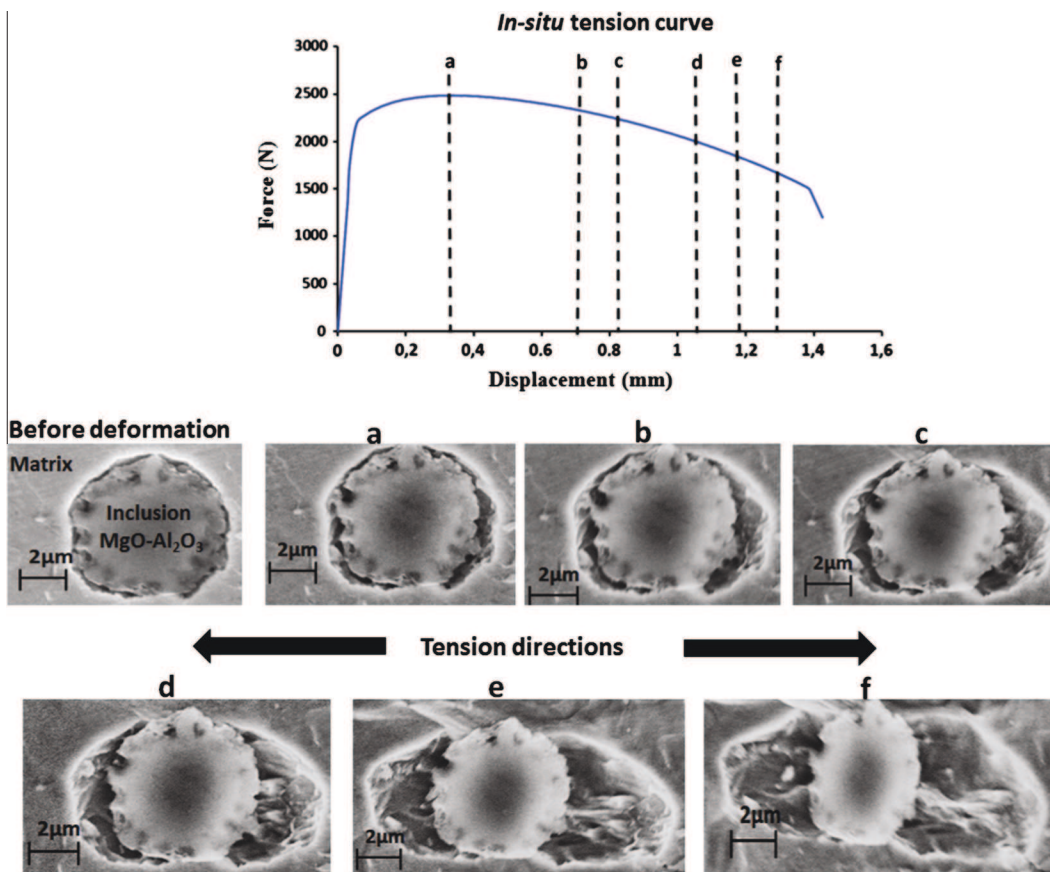 In-situ tension curve
3000
2500
2000
1500
1000
500
0
Force (N)
a b c d e f
0 0,2 0.4 0.6 0.8 1 1,2 1,4 1,6
Displacement (mm)
Before deformation
a
b
c
Matrix
Inclusion
MgO-Al₂O₃
2μm
2μm
2μm
2μm
Tension directions
d
e
f
2μm
2μm
2μm